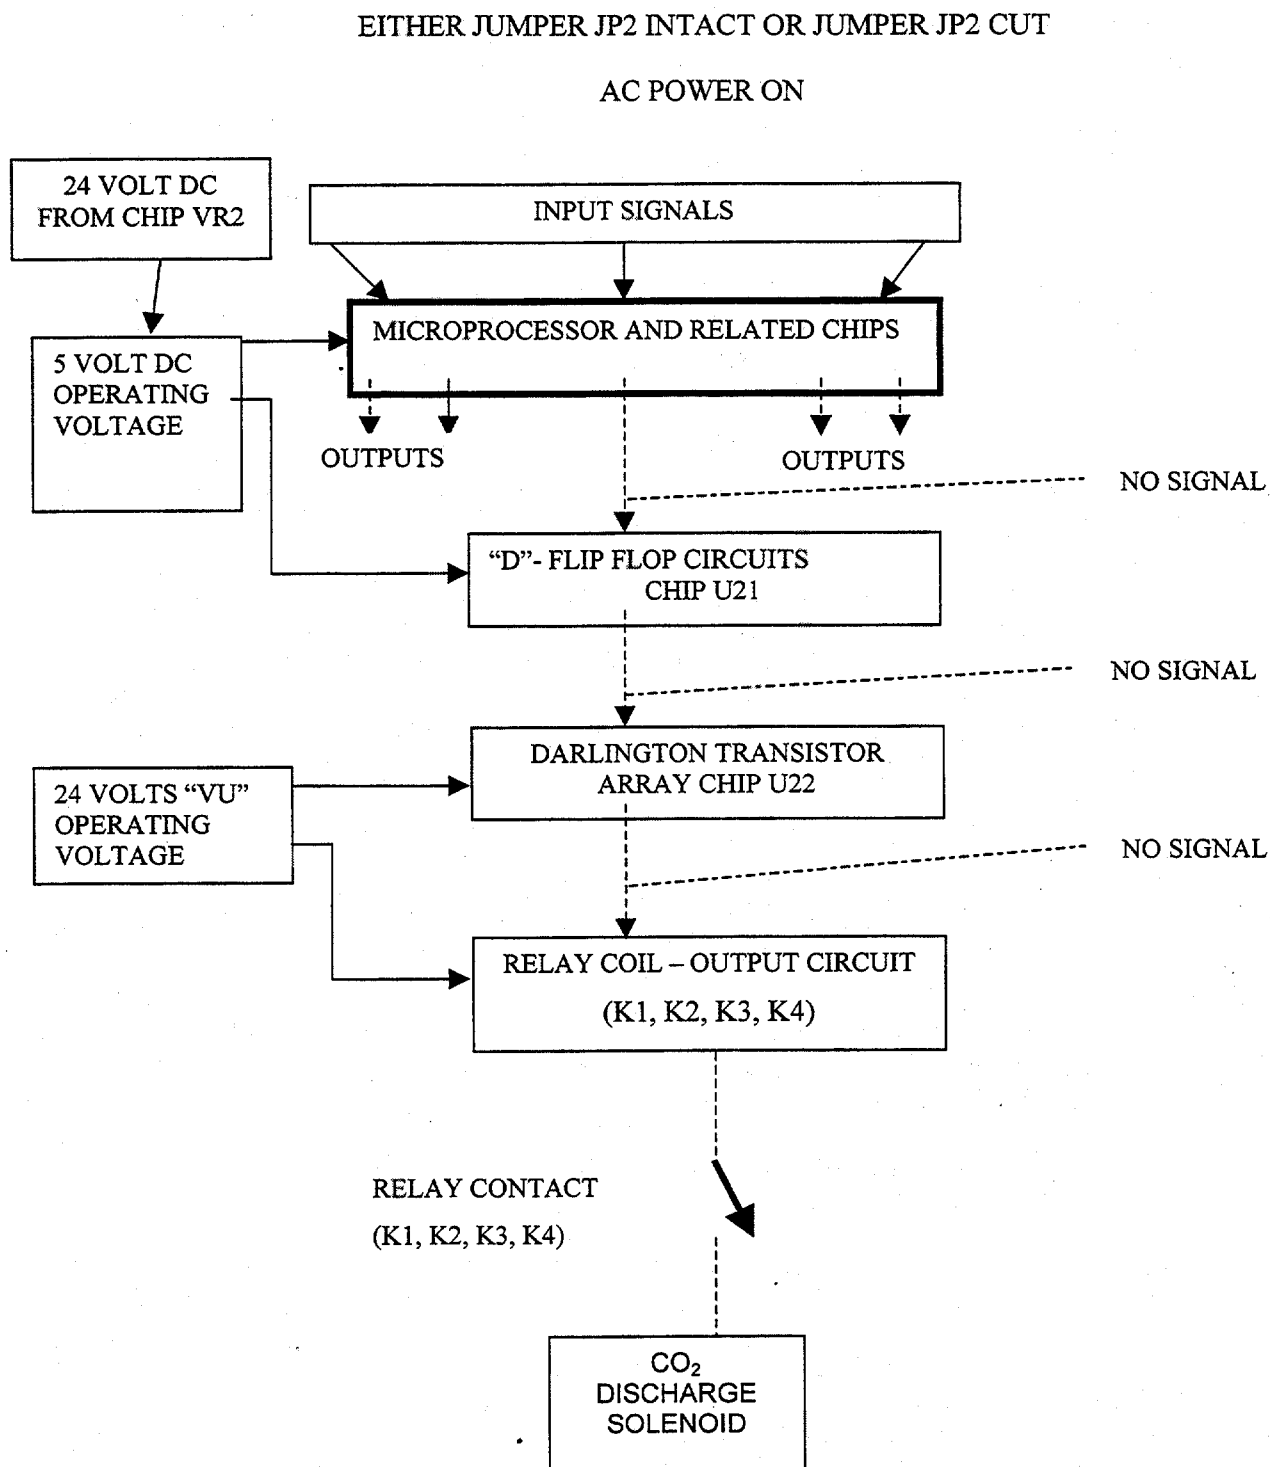 EITHER JUMPER JP2 INTACT OR JUMPER JP2 CUT
AC POWER ON
24 VOLT DC
FROM CHIP VR2
INPUT SIGNALS
MICROPROCESSOR AND RELATED CHIPS
5 VOLT DC
OPERATING
VOLTAGE
OUTPUTS
OUTPUTS
NO SIGNAL
“D”- FLIP FLOP CIRCUITS
CHIP U21
NO SIGNAL
DARLINGTON TRANSISTOR
ARRAY CHIP U22
24 VOLTS “VU”
OPERATING
VOLTAGE
NO SIGNAL
RELAY COIL – OUTPUT CIRCUIT
(K1, K2, K3, K4)
RELAY CONTACT
(K1, K2, K3, K4)
CO₂
DISCHARGE
SOLENOID